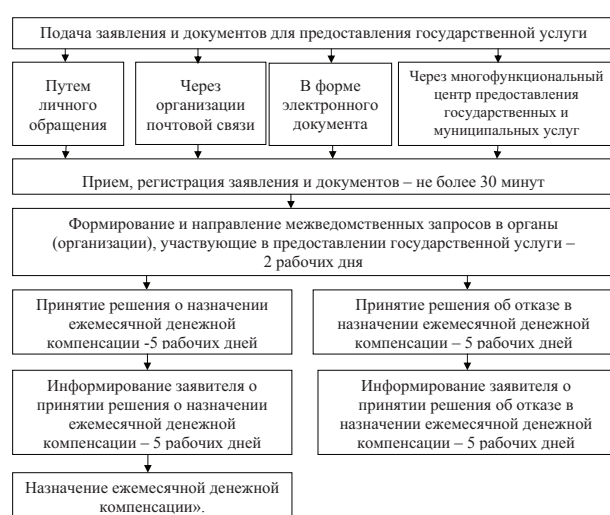 Подача заявления и документов для предоставления государственной услуги
Путем
личного
обращения
Через
организации
почтовой связи
В форме
электронного
документа
Через многофункциональный
центр предоставления
государственных и
муниципальных услуг
Прием, регистрация заявления и документов – не более 30 минут
Формирование и направление межведомственных запросов в органы
(организации), участвующие в предоставлении государственной услуги –
2 рабочих дня
Принятие решения о назначении
ежемесячной денежной
компенсации -5 рабочих дней
Принятие решения об отказе в
назначении ежемесячной денежной
компенсации – 5 рабочих дней
Информирование заявителя о
принятии решения о назначении
ежемесячной денежной
компенсации – 5 рабочих дней
Информирование заявителя о
принятии решения об отказе в
назначении ежемесячной денежной
компенсации – 5 рабочих дней
Назначение ежемесячной денежной
компенсации».